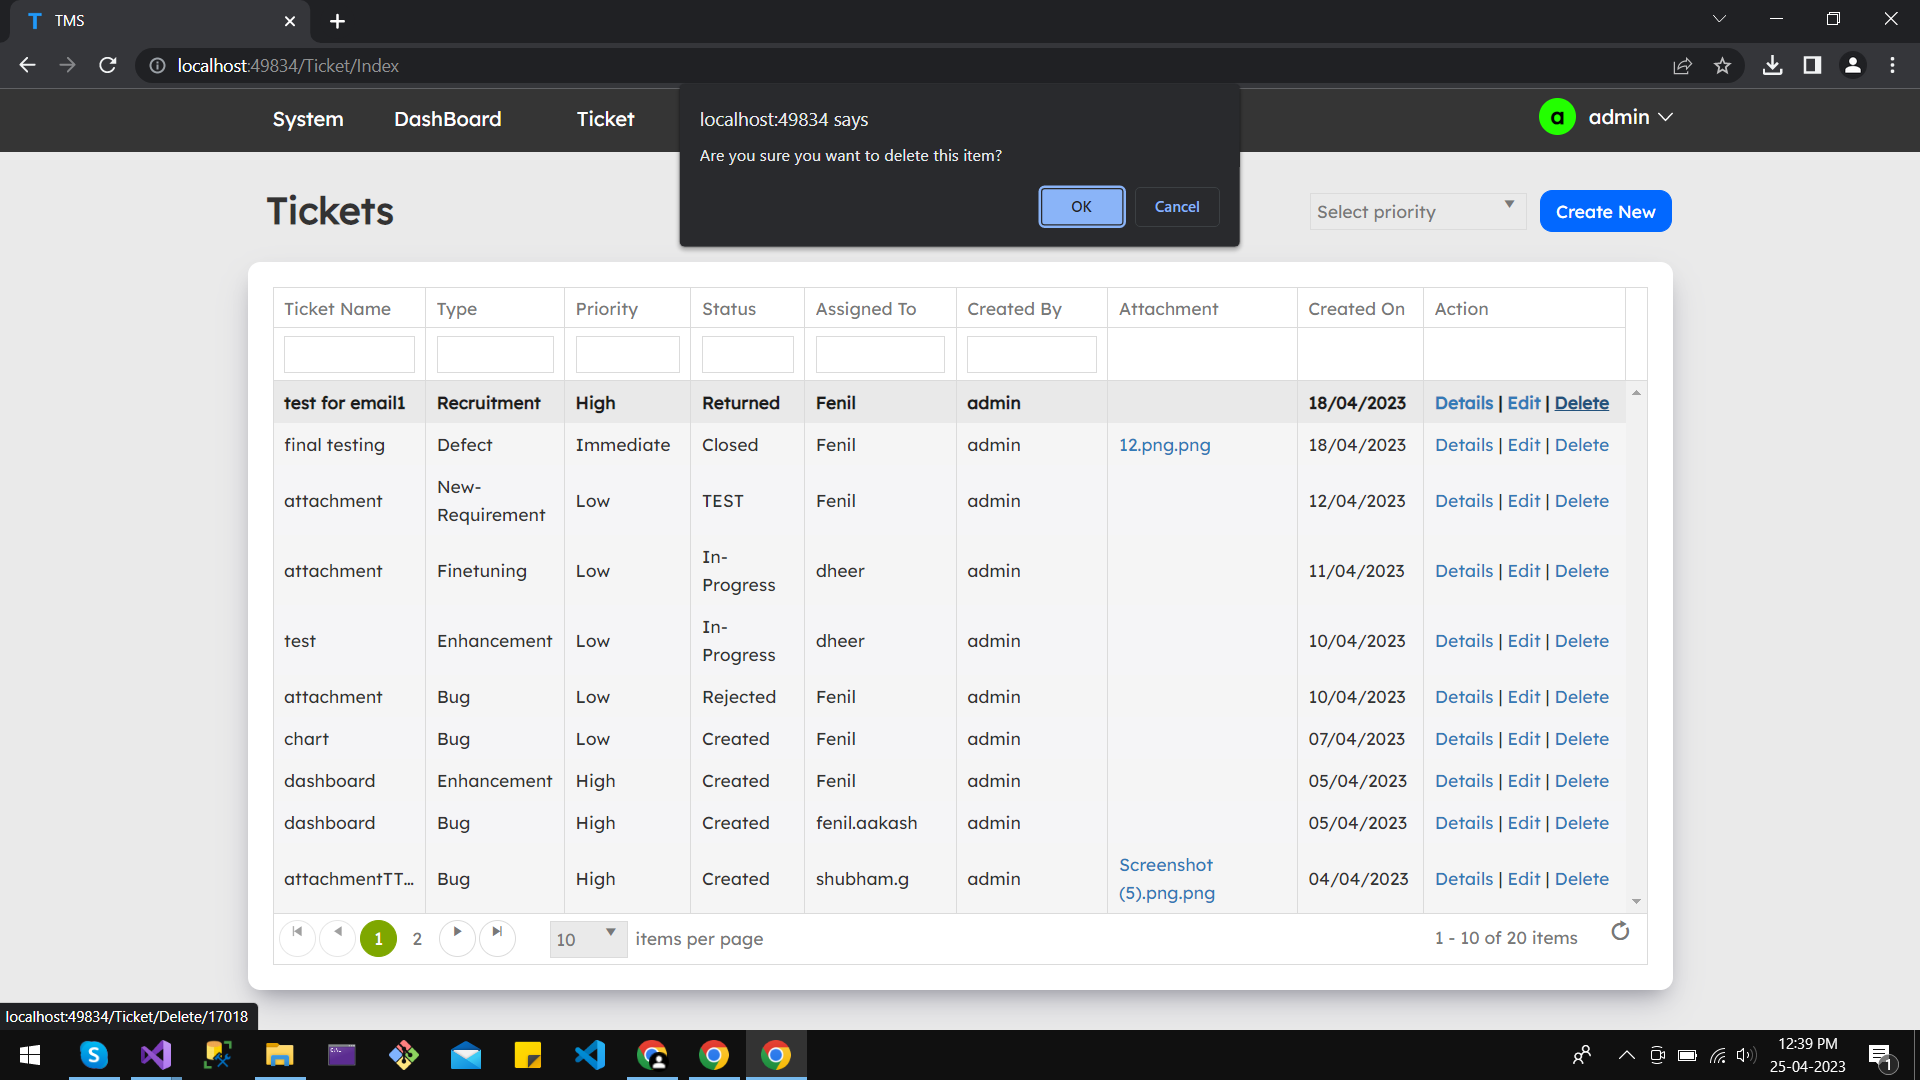 TMS
localhost:49834/Ticket/Index
System DashBoard Ticket
a admin
localhost:49834 says
Are you sure you want to delete this item?
OK Cancel
Tickets
Select priority Create New
Ticket Name Type Priority Status Assigned To Created By Attachment Created On Action
test for email1 Recruitment High Returned Fenil admin 18/04/2023 Details | Edit | Delete
final testing Defect Immediate Closed Fenil admin 12.png.png 18/04/2023 Details | Edit | Delete
attachment New-Requirement Low TEST Fenil admin 12/04/2023 Details | Edit | Delete
attachment Finetuning Low In-Progress dheer admin 11/04/2023 Details | Edit | Delete
test Enhancement Low In-Progress dheer admin 10/04/2023 Details | Edit | Delete
attachment Bug Low Rejected Fenil admin 10/04/2023 Details | Edit | Delete
chart Bug Low Created Fenil admin 07/04/2023 Details | Edit | Delete
dashboard Enhancement High Created Fenil admin 05/04/2023 Details | Edit | Delete
dashboard Bug High Created fenil.aakash admin 05/04/2023 Details | Edit | Delete
attachmentTT... Bug High Created shubham.g admin Screenshot (5).png.png 04/04/2023 Details | Edit | Delete
1 2 10 items per page 1 - 10 of 20 items
localhost:49834/Ticket/Delete/17018
12:39 PM
25-04-2023
1